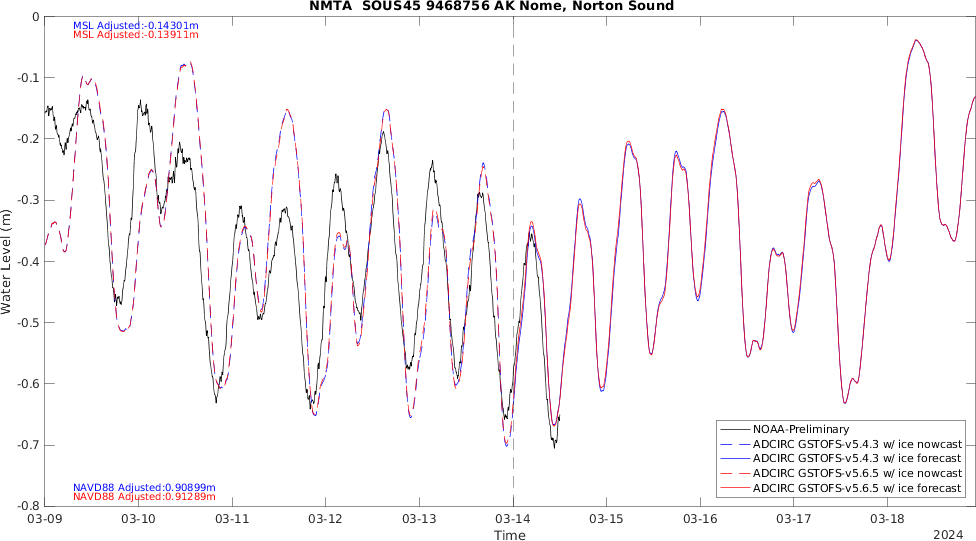 NMTA SOUS45 9468756 AK Nome, Norton Sound
MSL Adjusted:-0.14301m
MSL Adjusted:-0.13911m
0
-0.1
-0.2
-0.3
-0.4
-0.5
-0.6
-0.7
-0.8
Water Level (m)
NOAA-Preliminary
ADCIRC GSTOFS-v5.4.3 w/ ice nowcast
ADCIRC GSTOFS-v5.4.3 w/ ice forecast
ADCIRC GSTOFS-v5.6.5 w/ ice nowcast
ADCIRC GSTOFS-v5.6.5 w/ ice forecast
NAVD88 Adjusted:0.90899m
NAVD88 Adjusted:0.91289m
03-09 03-10 03-11 03-12 03-13 03-14 03-15 03-16 03-17 03-18
Time
2024